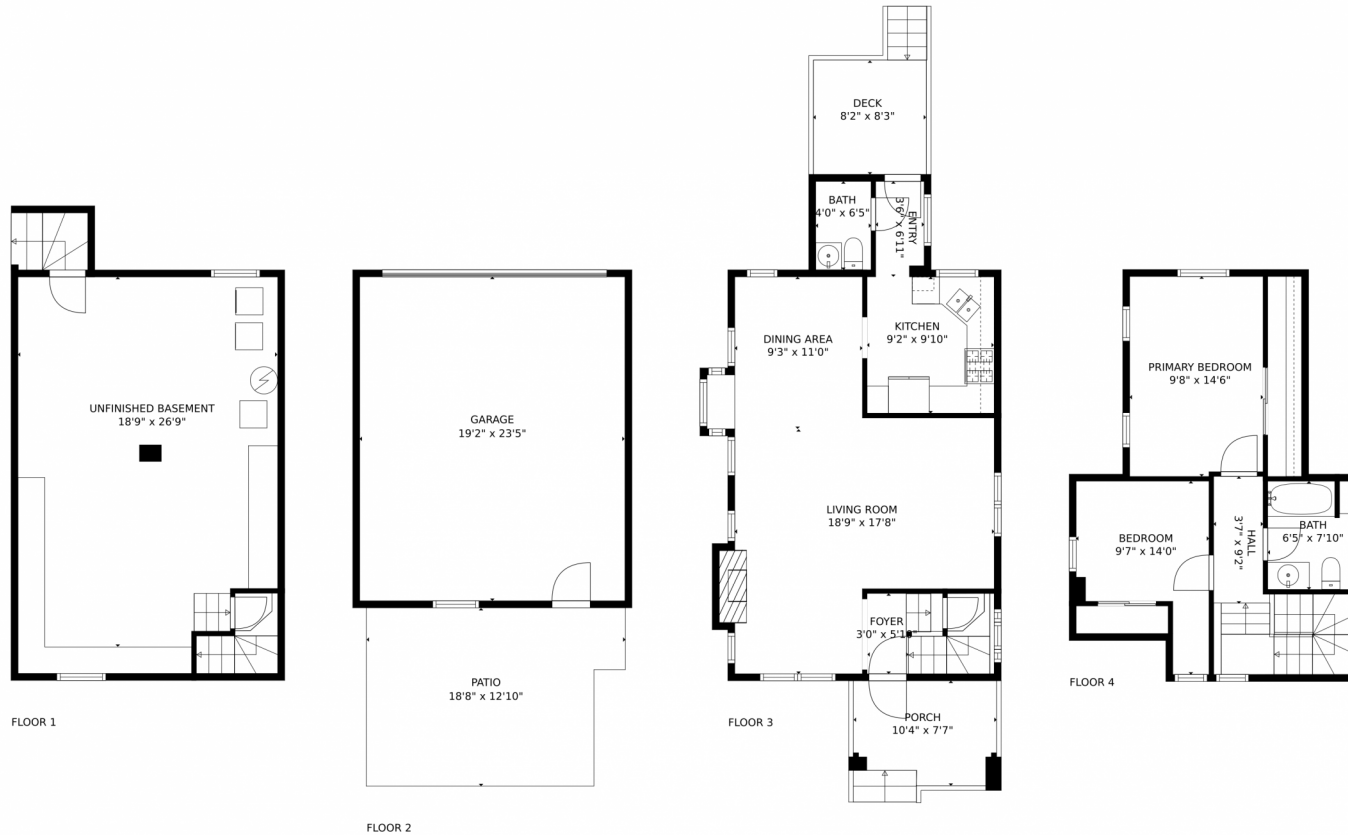 UNFINISHED BASEMENT
18'9" x 26'9"
FLOOR 1
GARAGE
19'2" x 23'5"
PATIO
18'8" x 12'10"
FLOOR 2
DECK
8'2" x 8'3"
BATH
4'0" x 6'5"
ENTRY
3'6" x 6'11"
KITCHEN
9'2" x 9'10"
DINING AREA
9'3" x 11'0"
LIVING ROOM
18'9" x 17'8"
FOYER
PORCH
10'4" x 7'7"
FLOOR 3
PRIMARY BEDROOM
9'8" x 14'6"
BEDROOM
9'7" x 14'0"
HALL
3'7" x 9'2"
BATH
6'5" x 7'10"
FLOOR 4